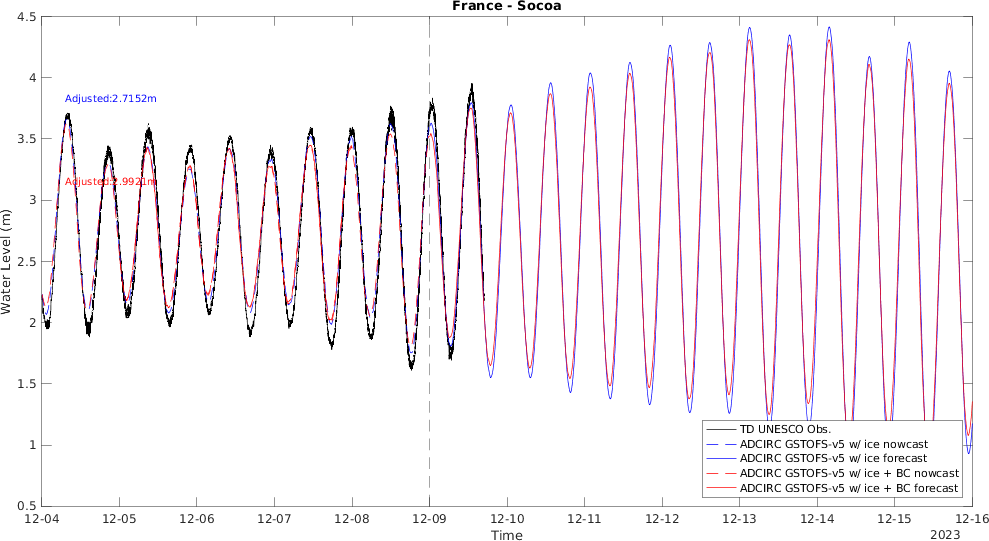 France - Socoa
4.5
4
3.5
3
2.5
2
1.5
1
0.5
Water Level (m)
Adjusted:2.7152m
Adjusted:2.9921m
TD UNESCO Obs.
ADCIRC GSTOFS-v5 w/ ice nowcast
ADCIRC GSTOFS-v5 w/ ice forecast
ADCIRC GSTOFS-v5 w/ ice + BC nowcast
ADCIRC GSTOFS-v5 w/ ice + BC forecast
12-04 12-05 12-06 12-07 12-08 12-09 12-10 12-11 12-12 12-13 12-14 12-15 12-16
Time
2023